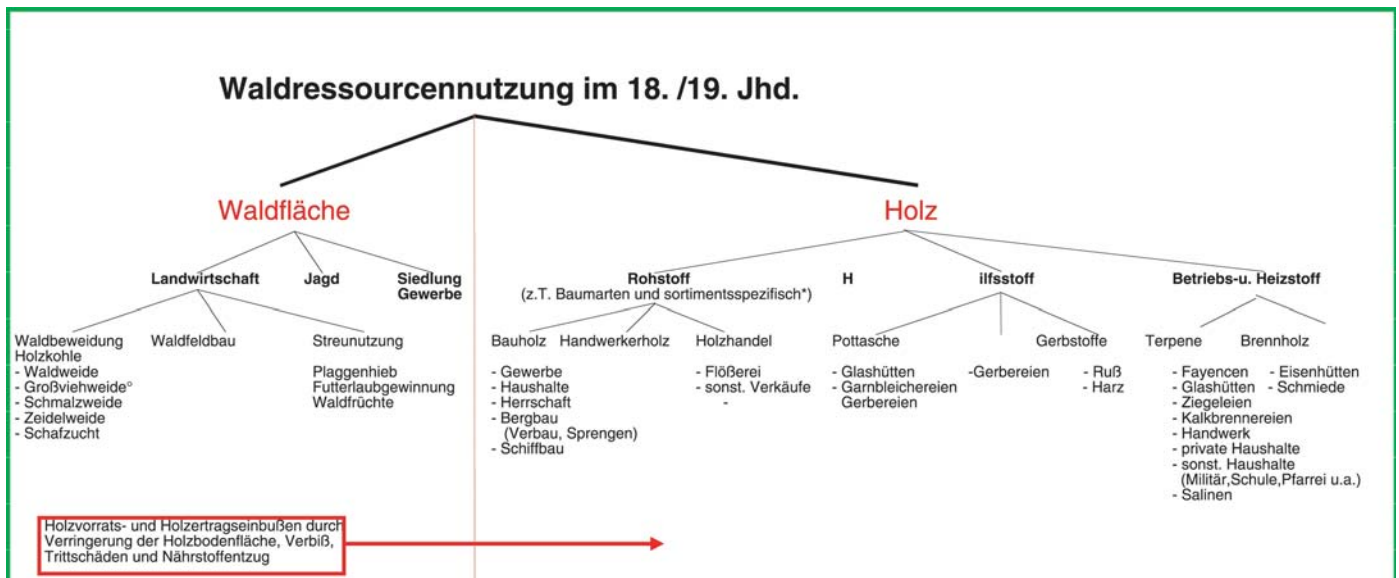 Waldressourcennutzung im 18. /19. Jhd.
Waldfläche
Holz
Landwirtschaft
Jagd
Siedlung
Gewerbe
Rohstoff
(z.T. Baumarten und sortimentsspezifisch*)
H
ilfsstoff
Betriebs-u. Heizstoff
Waldbeweidung
Holzkohle
- Waldweide
- Großviehweide°
- Schmalzweide
- Zeidelweide
- Schafzucht
Waldfeldbau
Streunutzung
Plaggenhieb
Futterlaubgewinnung
Waldfrüchte
Bauholz
- Gewerbe
- Haushalte
- Herrschaft
- Bergbau
(Verbau, Sprengen)
- Schiffbau
Handwerkerholz
Holzhandel
- Flößerei
- sonst. Verkäufe
-
Pottasche
- Glashütten
- Garnbleichereien
Gerbereien
-Gerbereien
Gerbstoffe
- Ruß
- Harz
Terpene
- Fayencen
- Glashütten
- Ziegeleien
- Kalkbrennereien
- Handwerk
- private Haushalte
- sonst. Haushalte
(Militär,Schule,Pfarrei u.a.)
- Salinen
Brennholz
- Eisenhütten
- Schmiede
Holzvorrats- und Holzertragseinbußen durch
Verringerung der Holzbodenfläche, Verbiß,
Trittschäden und Nährstoffentzug